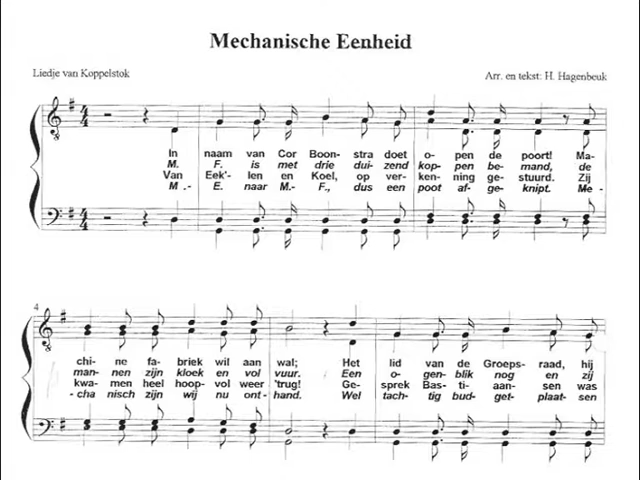 Mechanische Eenheid
Liedje van Koppelstok
Arr. en tekst: H. Hagenbeuk
In naam van Cor Boon- stra doet o- pen de poort! Ma-
M. F. is met drie dui- zend kop- pen be- mand, de
Van Eek'- len en Koel, op ver- ken- ning ge- stuurd. Zij
M.- E. naar M.- F., dus een poot af- ge- knipt. Me-
4
chi- ne fa- briek wil aan wal; Het lid van de Groeps- raad, hij
man- nen zijn kloek en vol vuur. Een o- gen- blik nog en zij
kwa- men heel hoop- vol weer 'trug! Ge- sprek Bas- ti- aan- sen was
- cha nisch zijn wij nu ont- hand. Wel tach- tig bud- get- plaat- sen